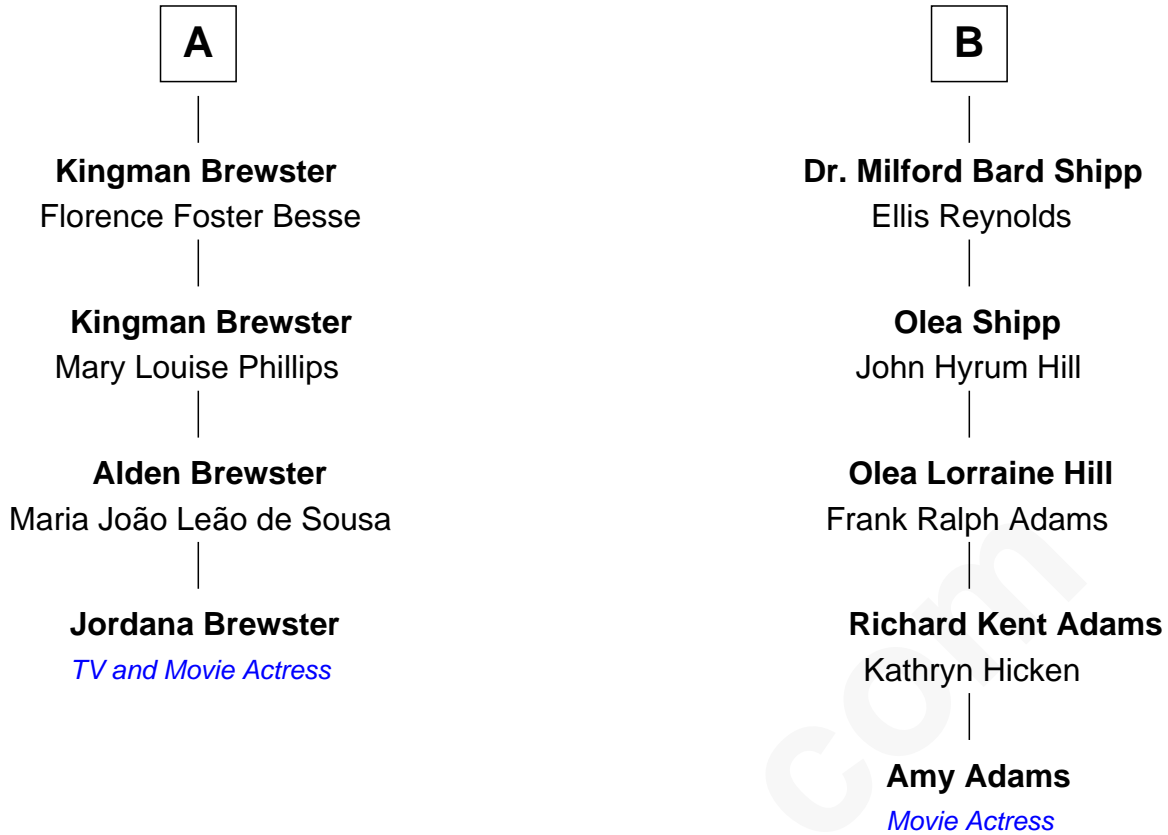 A
Kingman Brewster
Florence Foster Besse
Kingman Brewster
Mary Louise Phillips
Alden Brewster
Maria João Leão de Sousa
Jordana Brewster
TV and Movie Actress
B
Dr. Milford Bard Shipp
Ellis Reynolds
Olea Shipp
John Hyrum Hill
Olea Lorraine Hill
Frank Ralph Adams
Richard Kent Adams
Kathryn Hicken
Amy Adams
Movie Actress
com